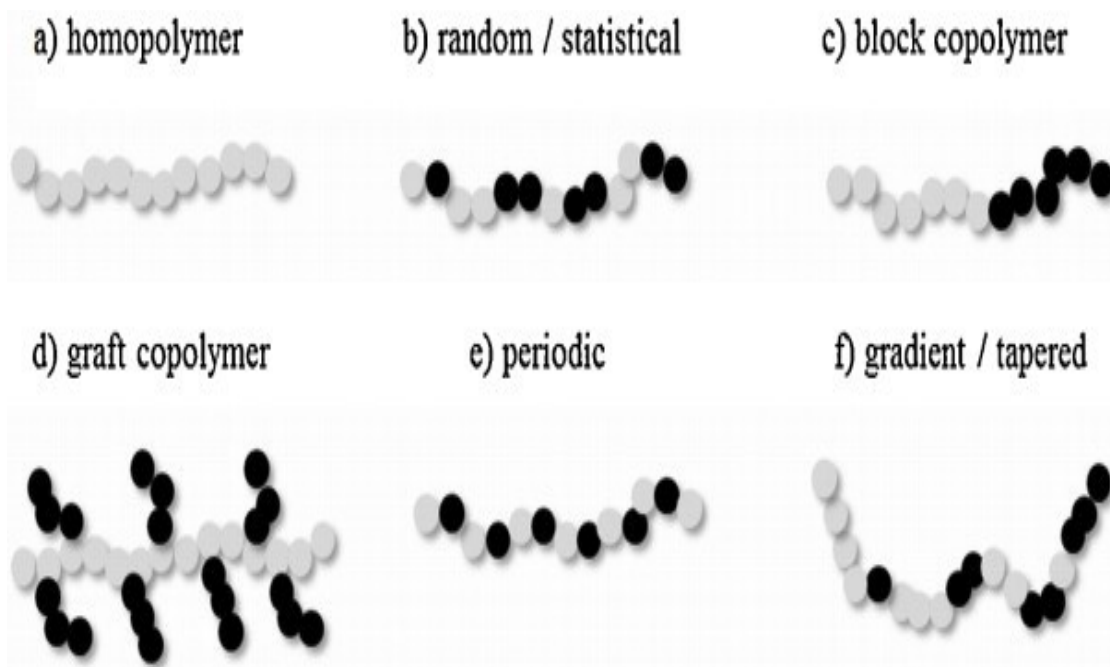 a) homopolymer
b) random / statistical
c) block copolymer
d) graft copolymer
e) periodic
f) gradient / tapered